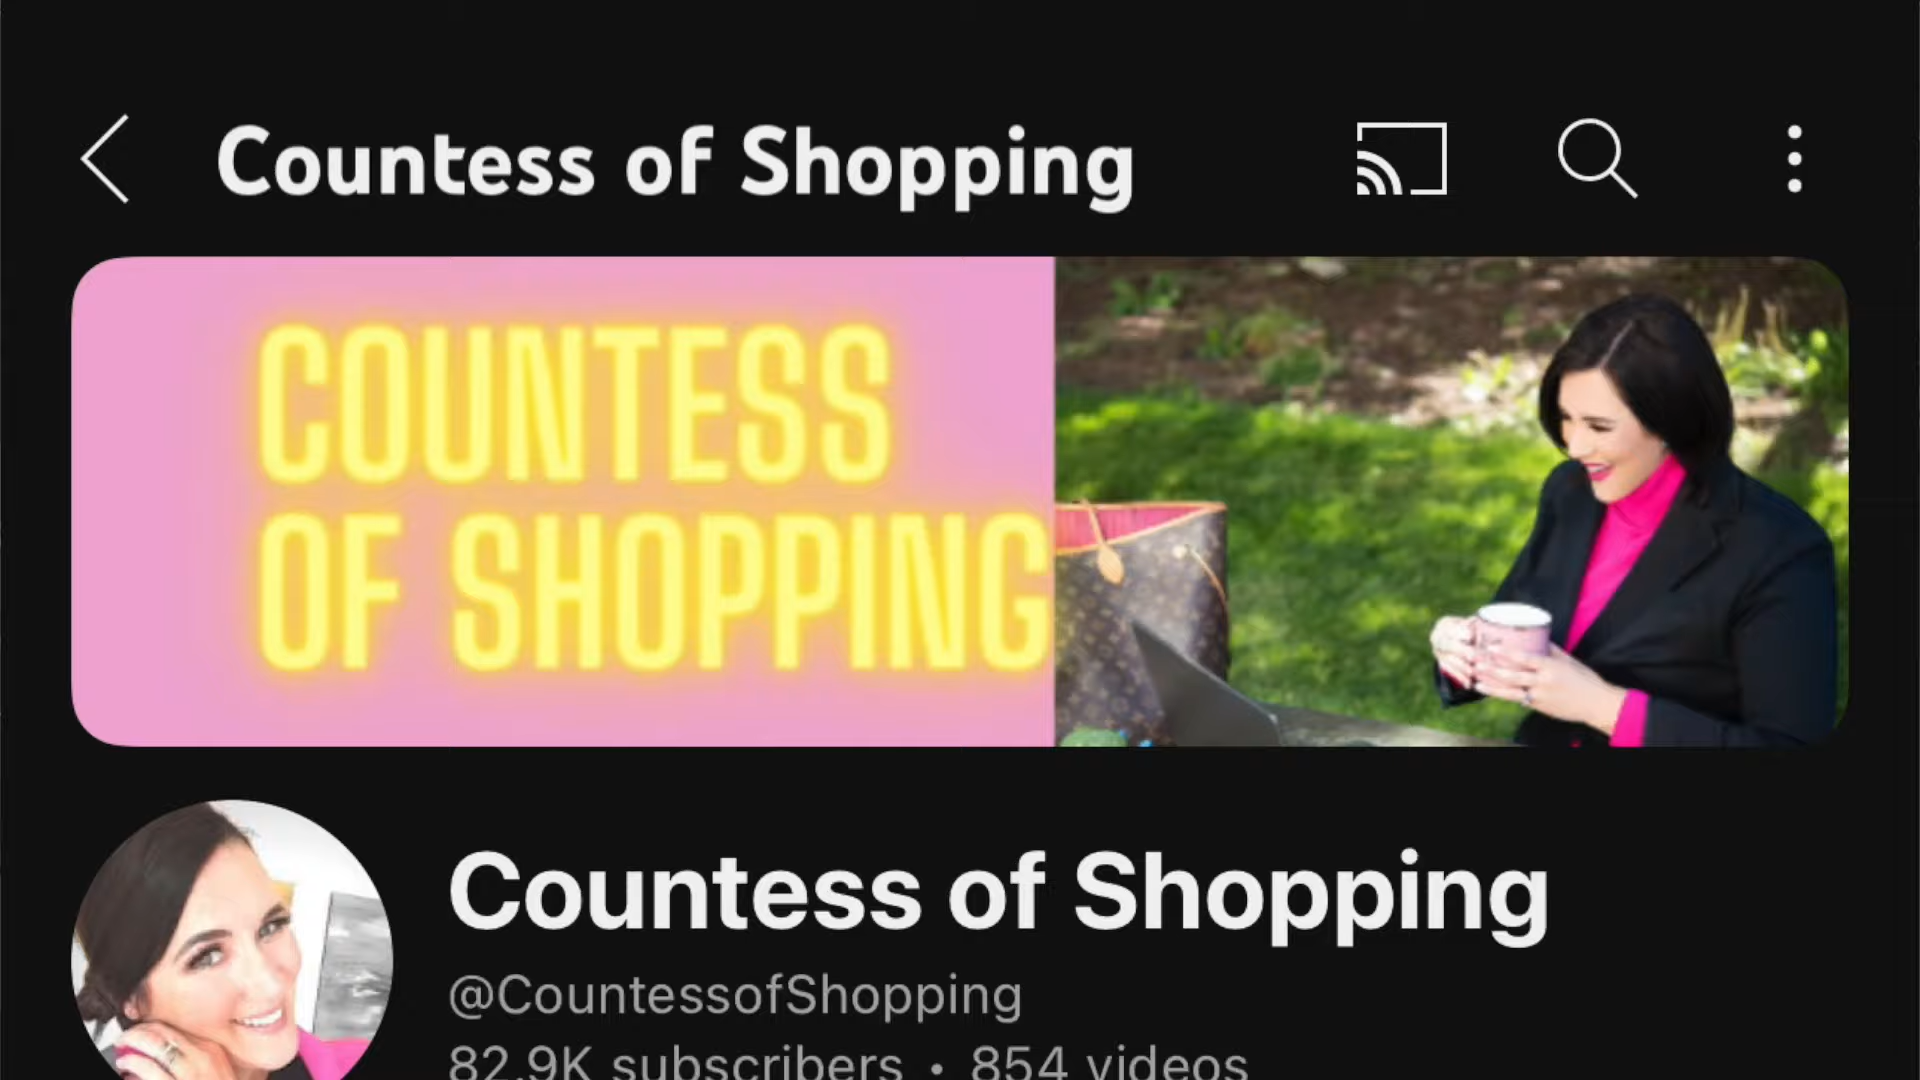 Countess of Shopping
COUNTESS
OF SHOPPING
Countess of Shopping
@CountessofShopping
82.9K subscribers • 854 videos